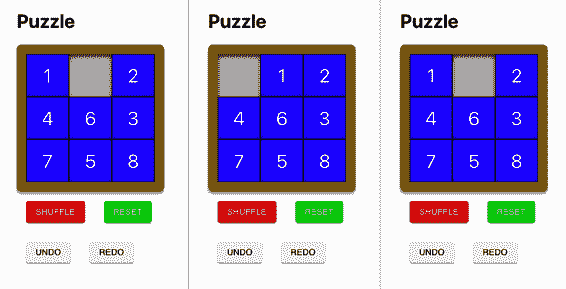 Puzzle
1 2
4 6 3
7 5 8
SHUFFLE RESET
UNDO REDO
Puzzle
1 2
4 6 3
7 5 8
SHUFFLE RESET
UNDO REDO
Puzzle
1 2
4 6 3
7 5 8
SHUFFLE RESET
UNDO REDO